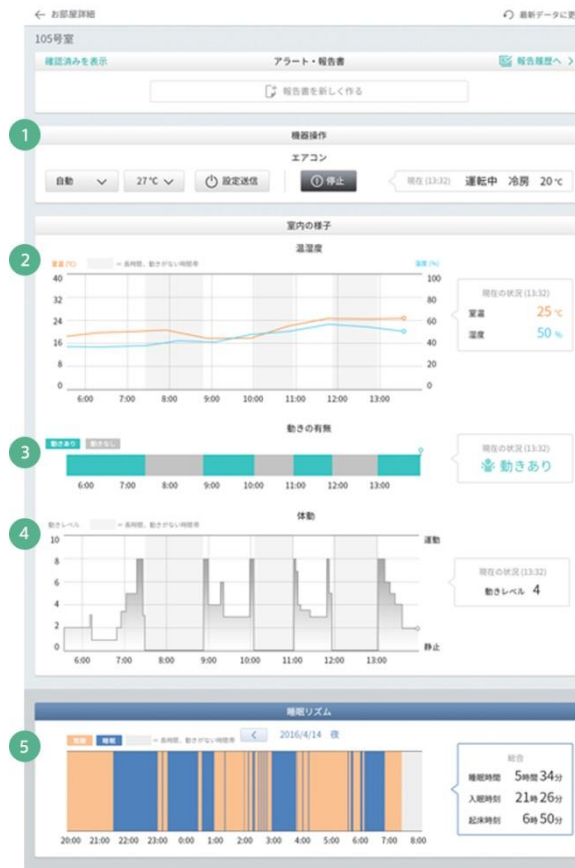 ← お部屋詳細
最新データに更
105号室
確認済みを表示 アラート・報告書 報告履歴へ >
報告書を新しく作る
1
機器操作
エアコン
自動 27℃ 設定送信 停止 現在 (13:32) 運転中 冷房 20℃
室内の様子
2
温湿度
室温 (℃) = 長時間、動きがない時間帯 湿度 (%)
40 100
32 80
24 60
16 40
8 20
0 0
6:00 7:00 8:00 9:00 10:00 11:00 12:00 13:00
現在の状況 (13:32)
室温 25 ℃
湿度 50 %
動きの有無
3
動きあり 動きなし
6:00 7:00 8:00 9:00 10:00 11:00 12:00 13:00
現在の状況 (13:32)
動きあり
4
体動
動きレベル = 長時間、動きがない時間帯
10 運動
8
6
4
2
0 静止
6:00 7:00 8:00 9:00 10:00 11:00 12:00 13:00
現在の状況 (13:32)
動きレベル 4
睡眠リズム
5
睡眠 = 長時間、動きがない時間帯 < 2016/4/14 夜
20:00 21:00 22:00 23:00 0:00 1:00 2:00 3:00 4:00 5:00 6:00 7:00 8:00
総合
睡眠時間 5時間 34分
入眠時刻 21時 26分
起床時刻 6時 50分